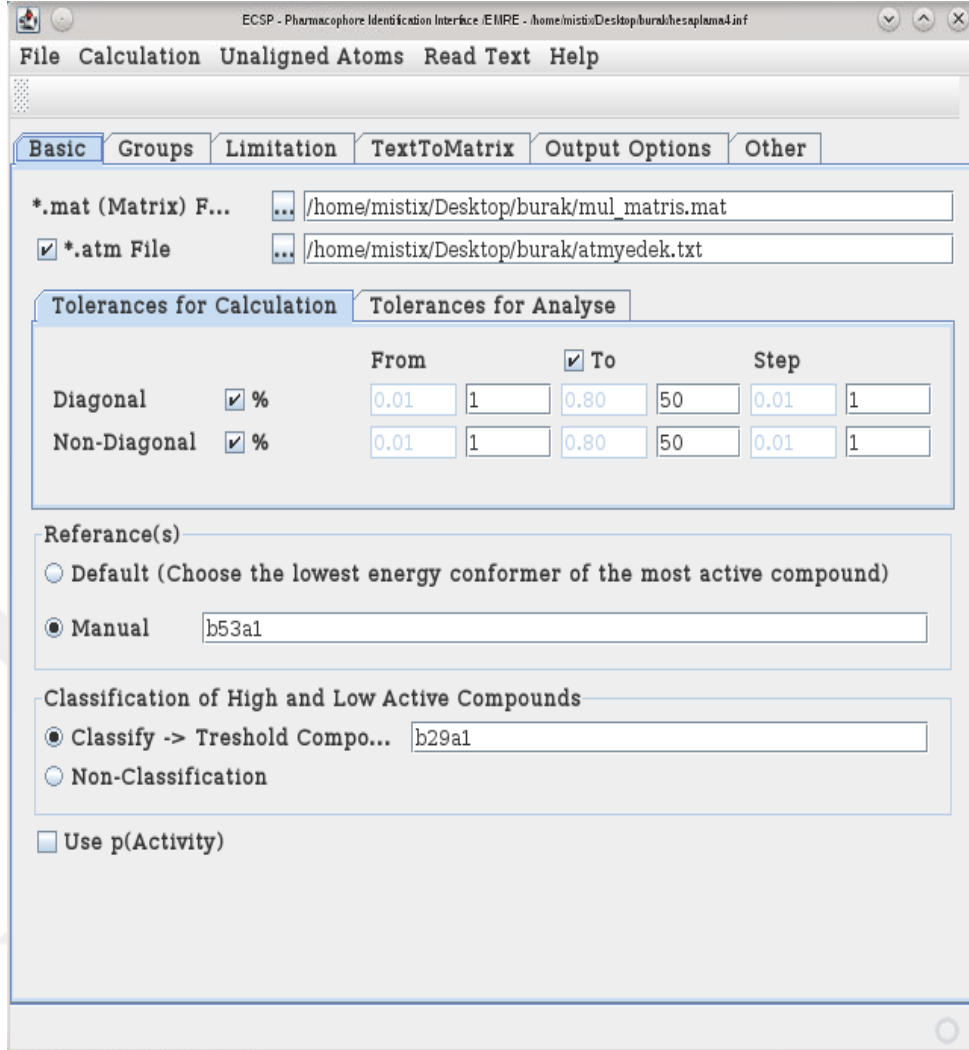 ECSP - Pharmacophore Identification Interface /EMRE - /home/mistix/Desktop/burak/hesaplama4.inf
File Calculation Unaligned Atoms Read Text Help
Basic Groups Limitation TextToMatrix Output Options Other
*.mat (Matrix) F... ... /home/mistix/Desktop/burak/mul_matris.mat
*.atm File ... /home/mistix/Desktop/burak/atmyedek.txt
Tolerances for Calculation Tolerances for Analyse
From To Step
Diagonal % 0.01 1 0.80 50 0.01 1
Non-Diagonal % 0.01 1 0.80 50 0.01 1
Referance(s)
Default (Choose the lowest energy conformer of the most active compound)
Manual b53a1
Classification of High and Low Active Compounds
Classify -> Treshold Compo... b29a1
Non-Classification
Use p(Activity)